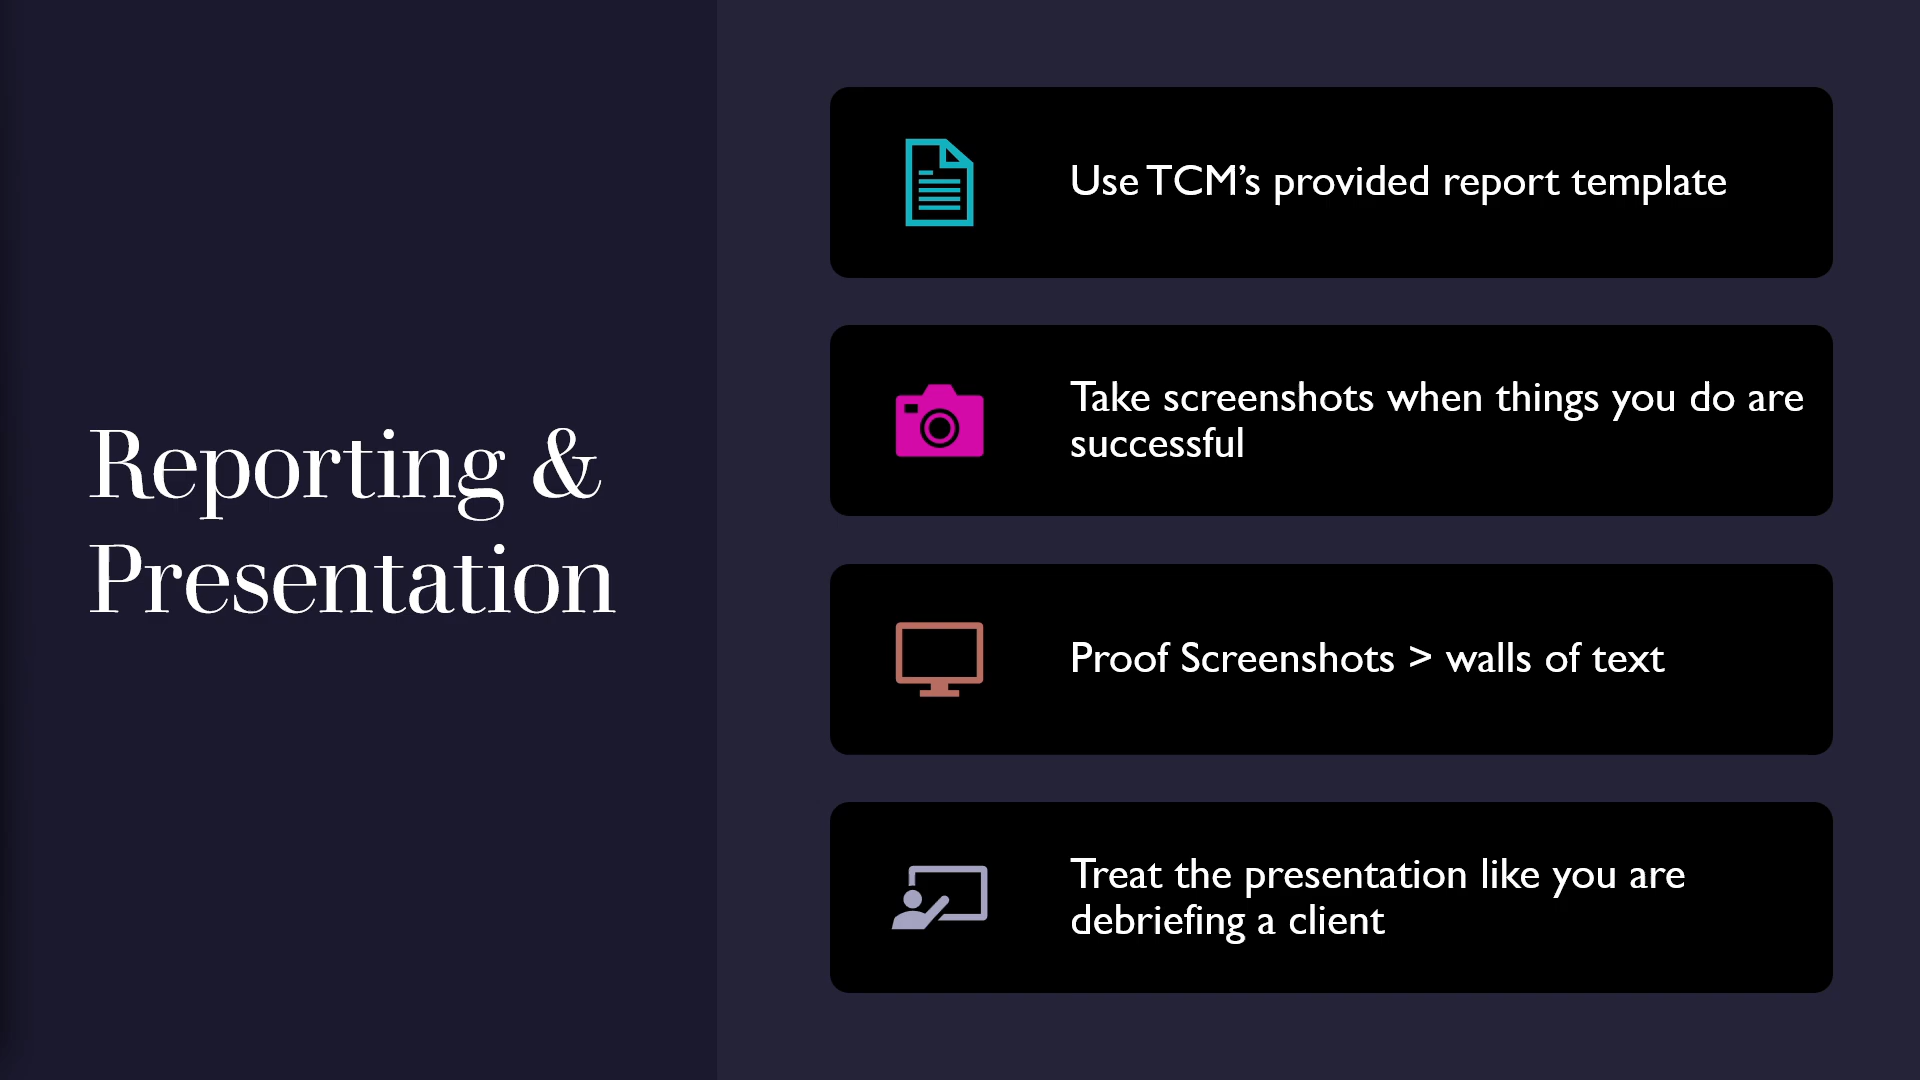 Reporting &
Presentation
Use TCM’s provided report template
Take screenshots when things you do are
successful
Proof Screenshots > walls of text
Treat the presentation like you are
debriefing a client